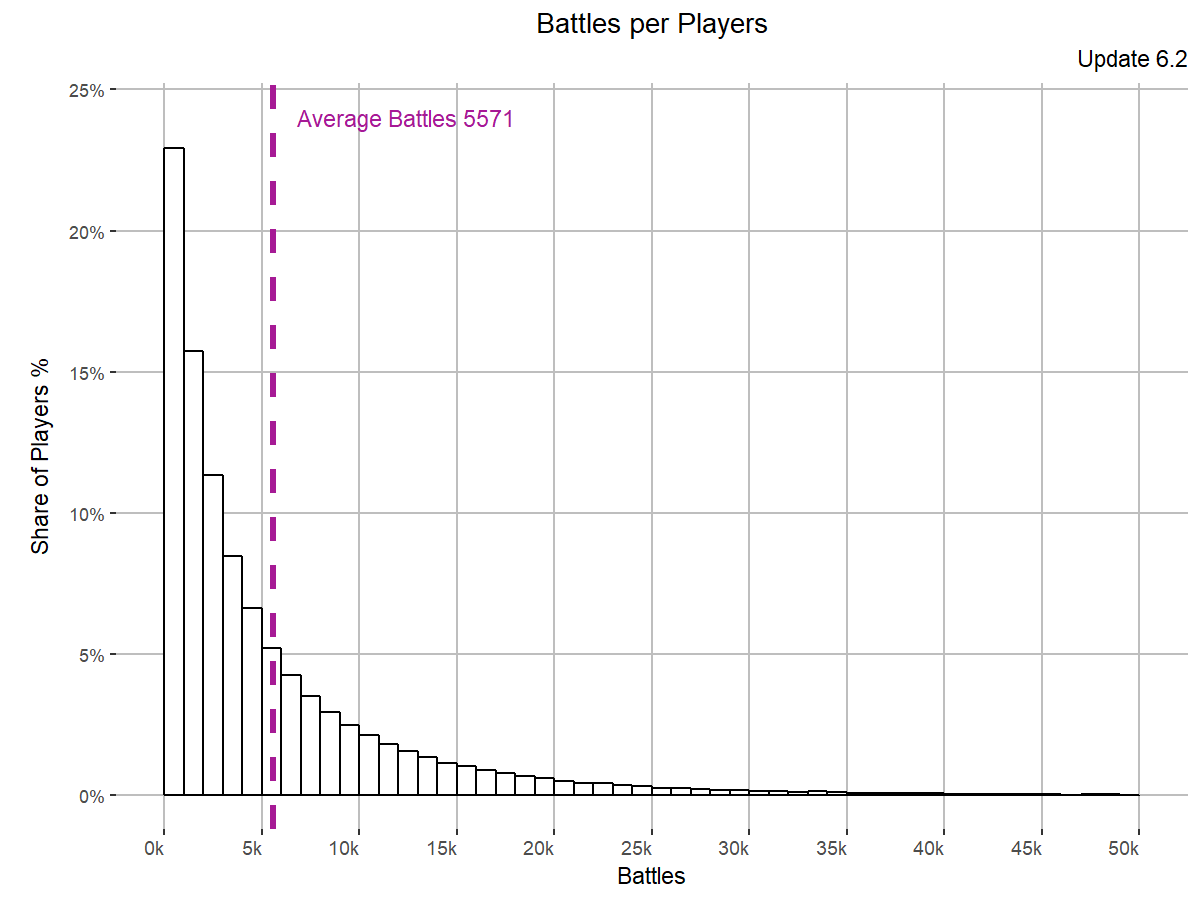 Battles per Players
Update 6.2
Average Battles 5571
Share of Players %
25%
20%
15%
10%
5%
0%
0k 5k 10k 15k 20k 25k 30k 35k 40k 45k 50k
Battles